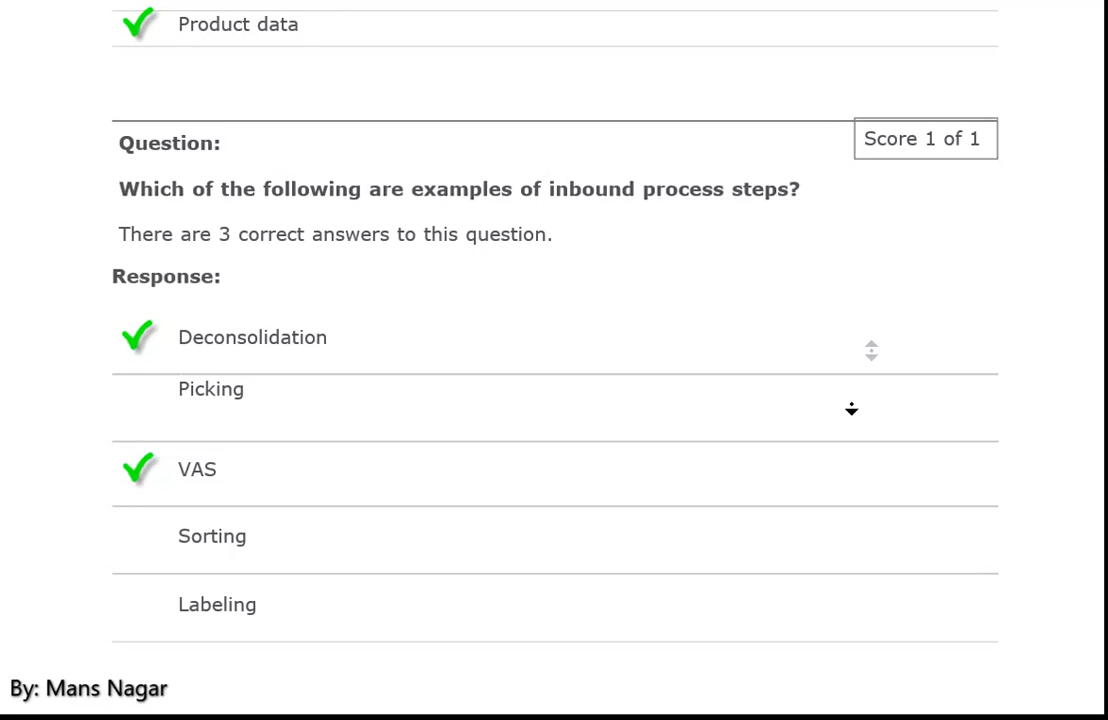 Product data
Question:
Score 1 of 1
Which of the following are examples of inbound process steps?
There are 3 correct answers to this question.
Response:
Deconsolidation
Picking
VAS
Sorting
Labeling
By: Mans Nagar